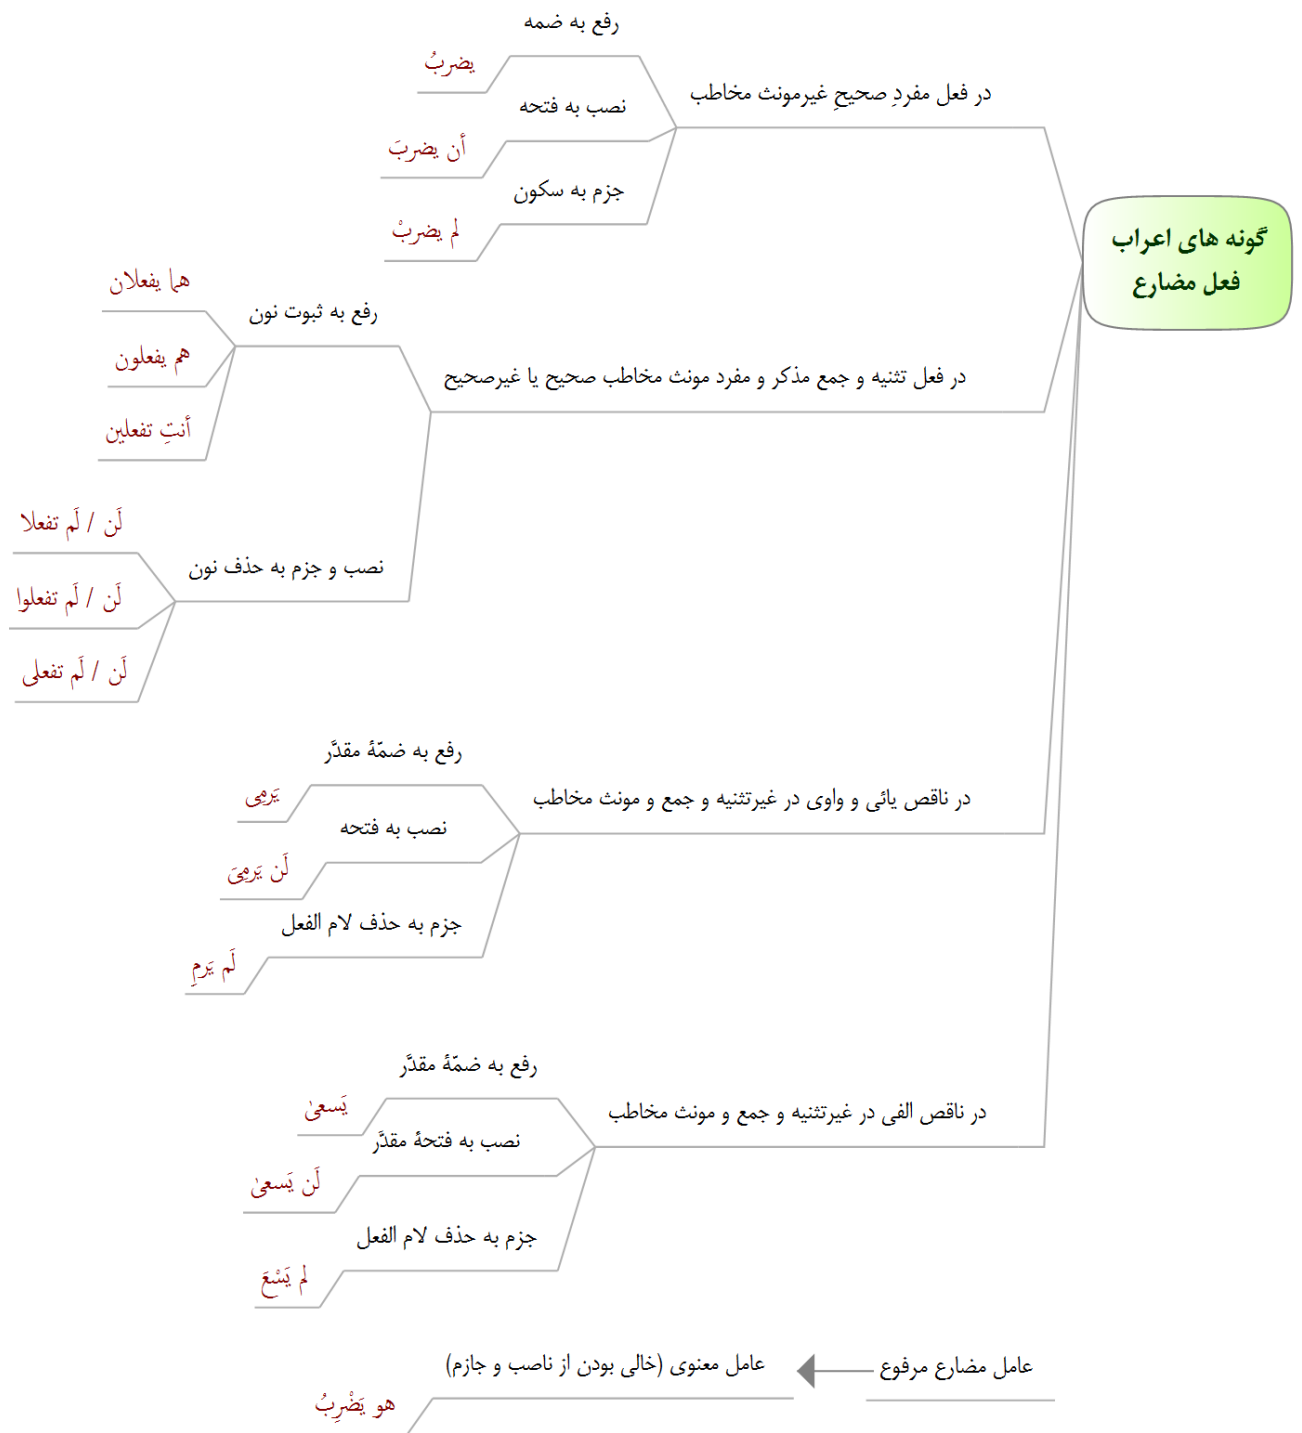 گونه های اعراب
فعل مضارع
در فعل مفردِ صحیحِ غیرمونث مخاطب
رفع به ضمه
یضربُ
نصب به فتحه
أن یضربَ
جزم به سکون
لم یضربْ
در فعل تثنیه و جمع مذکر و مفرد مونث مخاطب صحیح یا غیرصحیح
رفع به ثبوت نون
هما یفعلان
هم یفعلون
أنتِ تفعلین
نصب و جزم به حذف نون
لَن / لَم تفعلا
لَن / لَم تفعلوا
لَن / لَم تفعلی
در ناقص یائی و واوی در غیرتثنیه و جمع و مونث مخاطب
رفع به ضمّۀ مقدَّر
یَرمِی
نصب به فتحه
لَن یَرمِیَ
جزم به حذف لام الفعل
لَم یَرمِ
در ناقص الفی در غیرتثنیه و جمع و مونث مخاطب
رفع به ضمّۀ مقدَّر
یَسعیٰ
نصب به فتحۀ مقدَّر
لَن یَسعیٰ
جزم به حذف لام الفعل
لم یَسْعَ
عامل مضارع مرفوع
عامل معنوی (خالی بودن از ناصب و جازم)
هو یَضْرِبُ